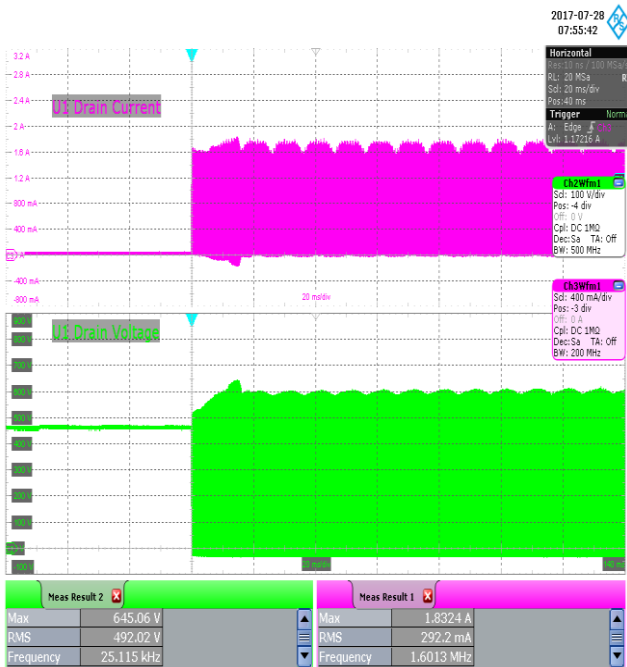 2017-07-28
07:55:42
R S
Horizontal
Res:10 ns / 100 MSa/s
RL: 20 MSa R
Scl: 20 ms/div
Pos:40 ms
Trigger Norma
A: Edge
Lvl: 1.17216 A
3.2 A
2.8 A
2.4 A
U1 Drain Current
2 A
1.6 A
1.2 A
800 mA
400 mA
-400 mA
-800 mA
20 ms/div
Ch2Wfm1
Scl: 100 V/div
Pos: -4 div
Off: 0 V
Cpl: DC 1MΩ
Dec:Sa TA: Off
BW: 500 MHz
Ch3Wfm1
Scl: 400 mA/div
Pos: -3 div
Off: 0 A
Cpl: DC 1MΩ
Dec:Sa TA: Off
BW: 200 MHz
900 V
800 V
U1 Drain Voltage
700 V
600 V
500 V
400 V
300 V
200 V
100 V
-100 V
20 ms/div
140 ms
Meas Result 2
Max 645.06 V
RMS 492.02 V
Frequency 25.115 kHz
Meas Result 1
Max 1.8324 A
RMS 292.2 mA
Frequency 1.6013 MHz